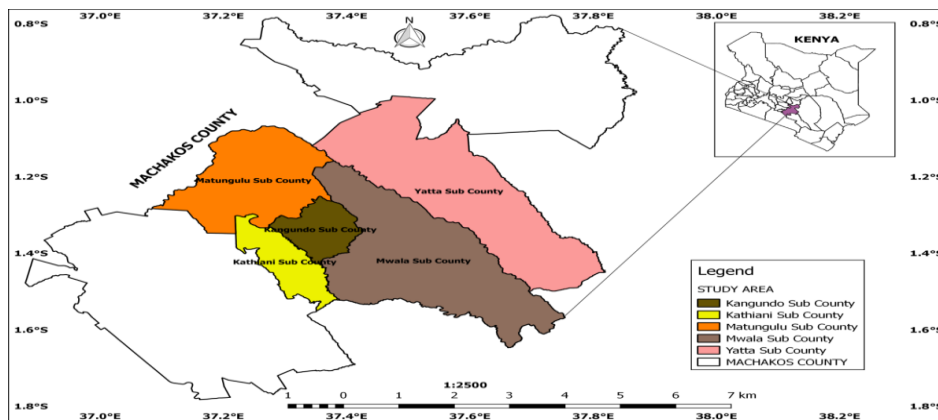 37.0°E 37.2°E 37.4°E 37.6°E 37.8°E 38.0°E 38.2°E
0.8°S 0.8°S
N
KENYA
1.0°S 1.0°S
MACHAKOS COUNTY
1.2°S 1.2°S
Matungulu Sub County
Yatta Sub County
Kangundo Sub County
1.4°S 1.4°S
Kathiani Sub County
Mwala Sub County
Legend
STUDY AREA
Kangundo Sub County
Kathiani Sub County
Matungulu Sub County
Mwala Sub County
Yatta Sub County
MACHAKOS COUNTY
1.6°S 1.6°S
1:2500
1 0 1 2 3 4 5 6 7 km
1.8°S 1.8°S
37.0°E 37.2°E 37.4°E 37.6°E 37.8°E 38.0°E 38.2°E